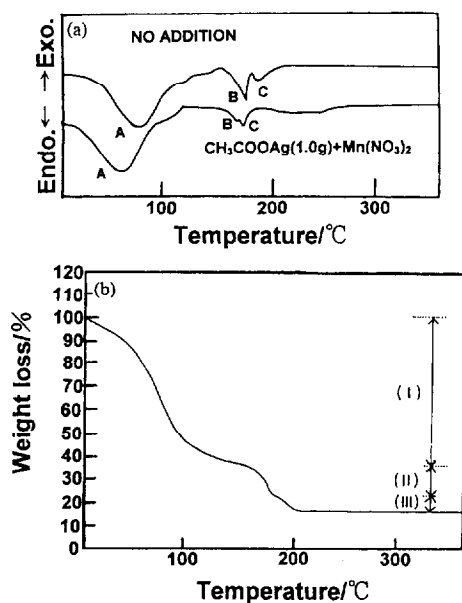 (a)
NO ADDITION
Endo. ← → Exo.
A
B
C
A
B
C
CH₃COOAg(1.0g)+Mn(NO₃)₂
100
200
300
Temperature/℃
(b)
Weight loss/%
120
110
100
90
80
70
60
50
40
30
20
10
0
(I)
(II)
(III)
100
200
300
Temperature/℃